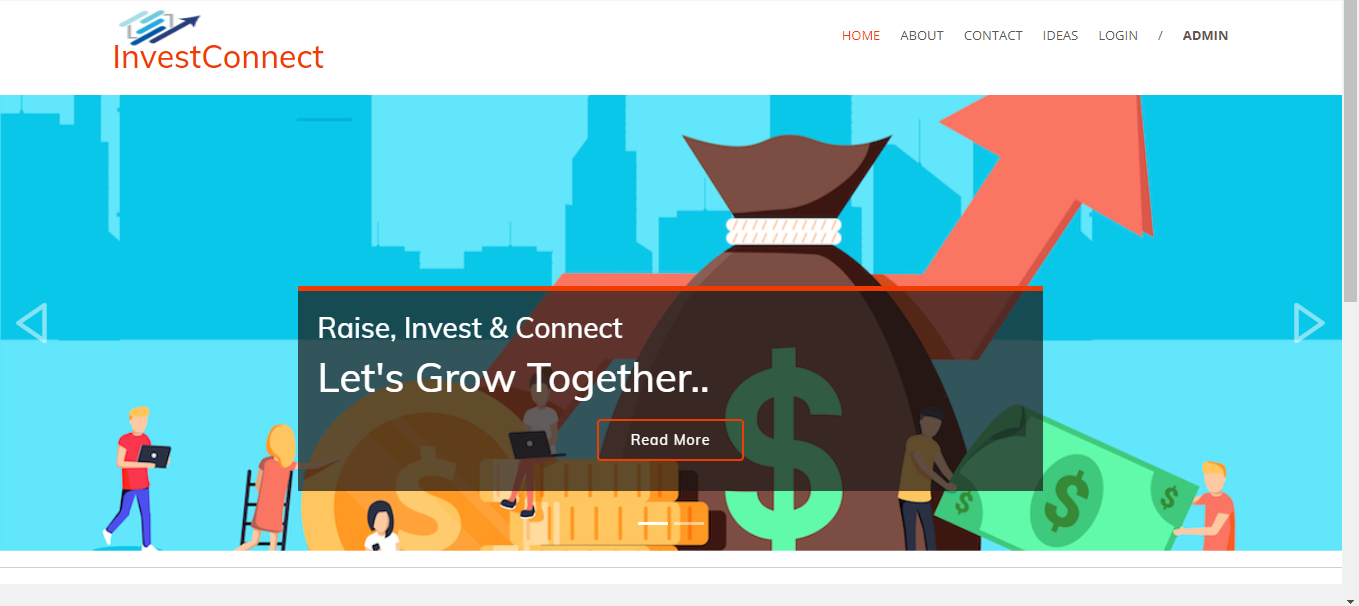 InvestConnect
HOME ABOUT CONTACT IDEAS LOGIN / ADMIN
Raise, Invest & Connect
Let's Grow Together..
Read More
$
$
$ $ $